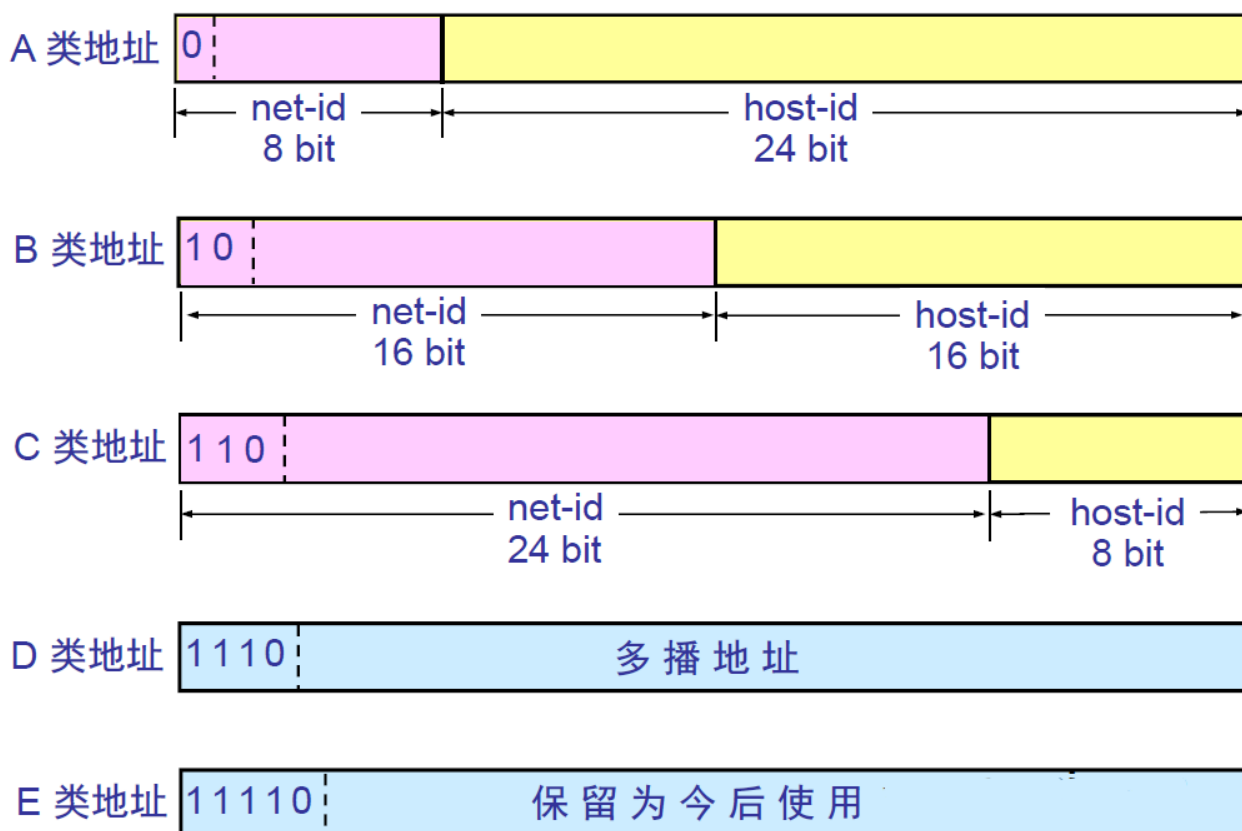 A 类地址 0
net-id host-id
8 bit 24 bit
B 类地址 1 0
net-id host-id
16 bit 16 bit
C 类地址 1 1 0
net-id host-id
24 bit 8 bit
D 类地址 1 1 1 0 多 播 地 址
E 类地址 1 1 1 1 0 保 留 为 今 后 使 用